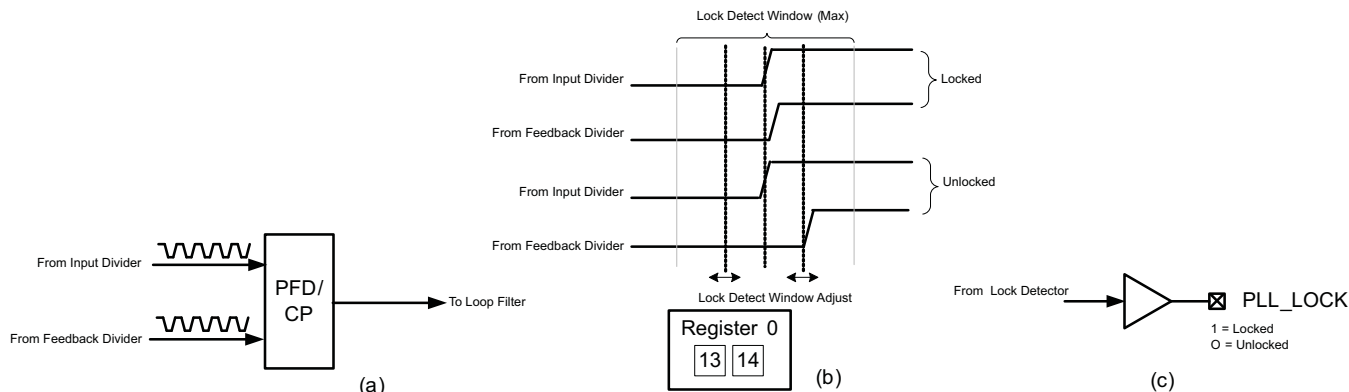 From Input Divider
From Feedback Divider
PFD/
CP
To Loop Filter
(a)
Lock Detect Window (Max)
From Input Divider
Locked
From Feedback Divider
From Input Divider
Unlocked
From Feedback Divider
Lock Detect Window Adjust
Register 0
13 14
(b)
From Lock Detector
PLL_LOCK
1 = Locked
O = Unlocked
(c)